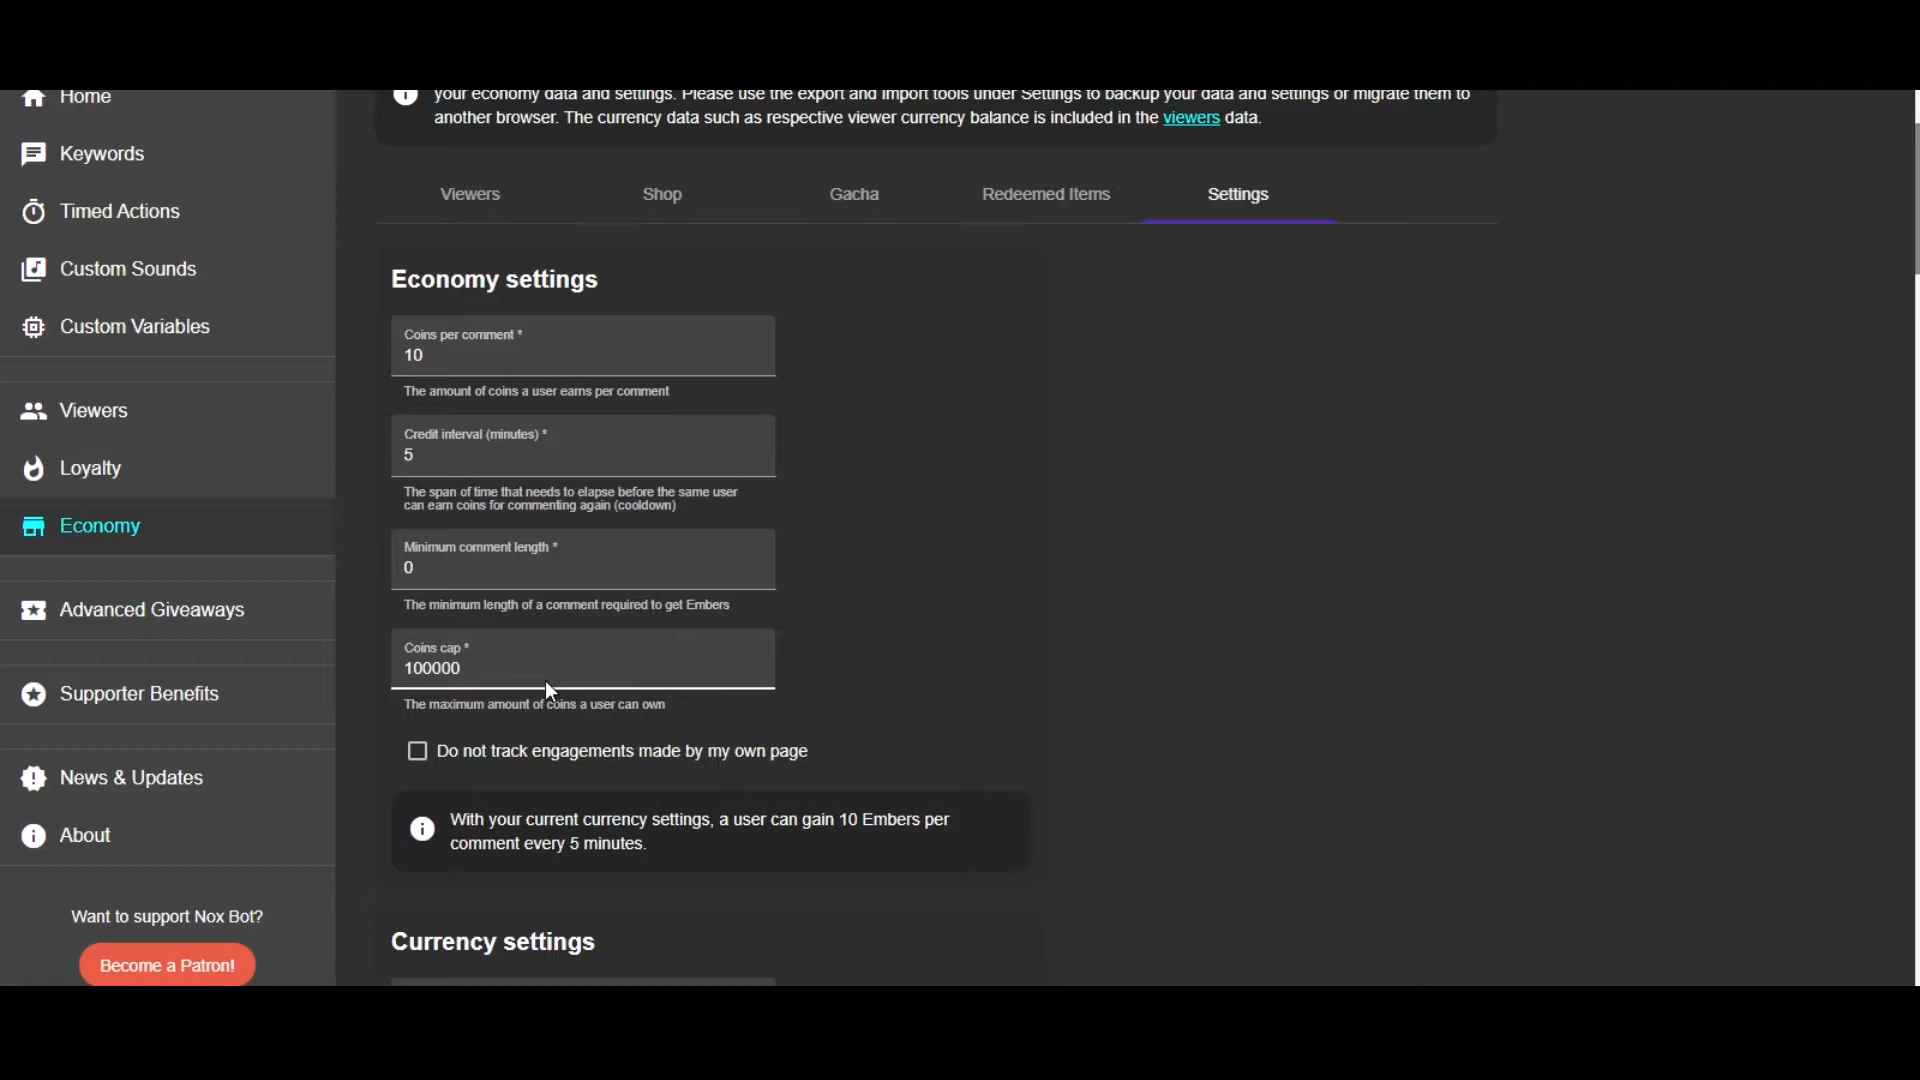 Home
Keywords
Timed Actions
Custom Sounds
Custom Variables
Viewers
Loyalty
Economy
Advanced Giveaways
Supporter Benefits
News & Updates
About
Want to support Nox Bot?
Become a Patron!
your economy data and settings. Please use the export and import tools under Settings to backup your data and settings or migrate them to
another browser. The currency data such as respective viewer currency balance is included in the viewers data.
Viewers
Shop
Gacha
Redeemed Items
Settings
Economy settings
Coins per comment *
10
The amount of coins a user earns per comment
Credit interval (minutes) *
5
The span of time that needs to elapse before the same user
can earn coins for commenting again (cooldown)
Minimum comment length *
0
The minimum length of a comment required to get Embers
Coins cap *
100000
The maximum amount of coins a user can own
Do not track engagements made by my own page
With your current currency settings, a user can gain 10 Embers per
comment every 5 minutes.
Currency settings